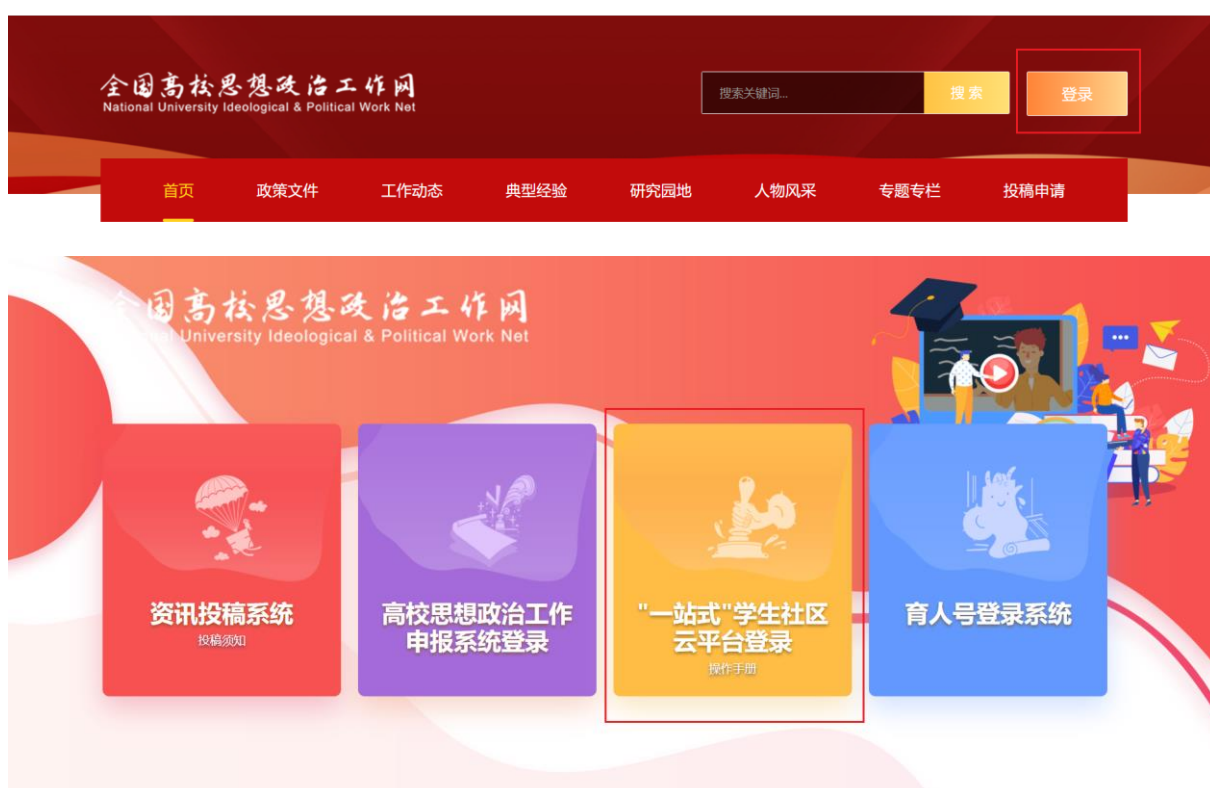 全国高校思想政治工作网
National University Ideological & Political Work Net
搜索关键词...
搜索
登录
首页 政策文件 工作动态 典型经验 研究园地 人物风采 专题专栏 投稿申请
全国高校思想政治工作网
National University Ideological & Political Work Net
资讯投稿系统
投稿须知
高校思想政治工作
申报系统登录
"一站式"学生社区
云平台登录
操作手册
育人号登录系统